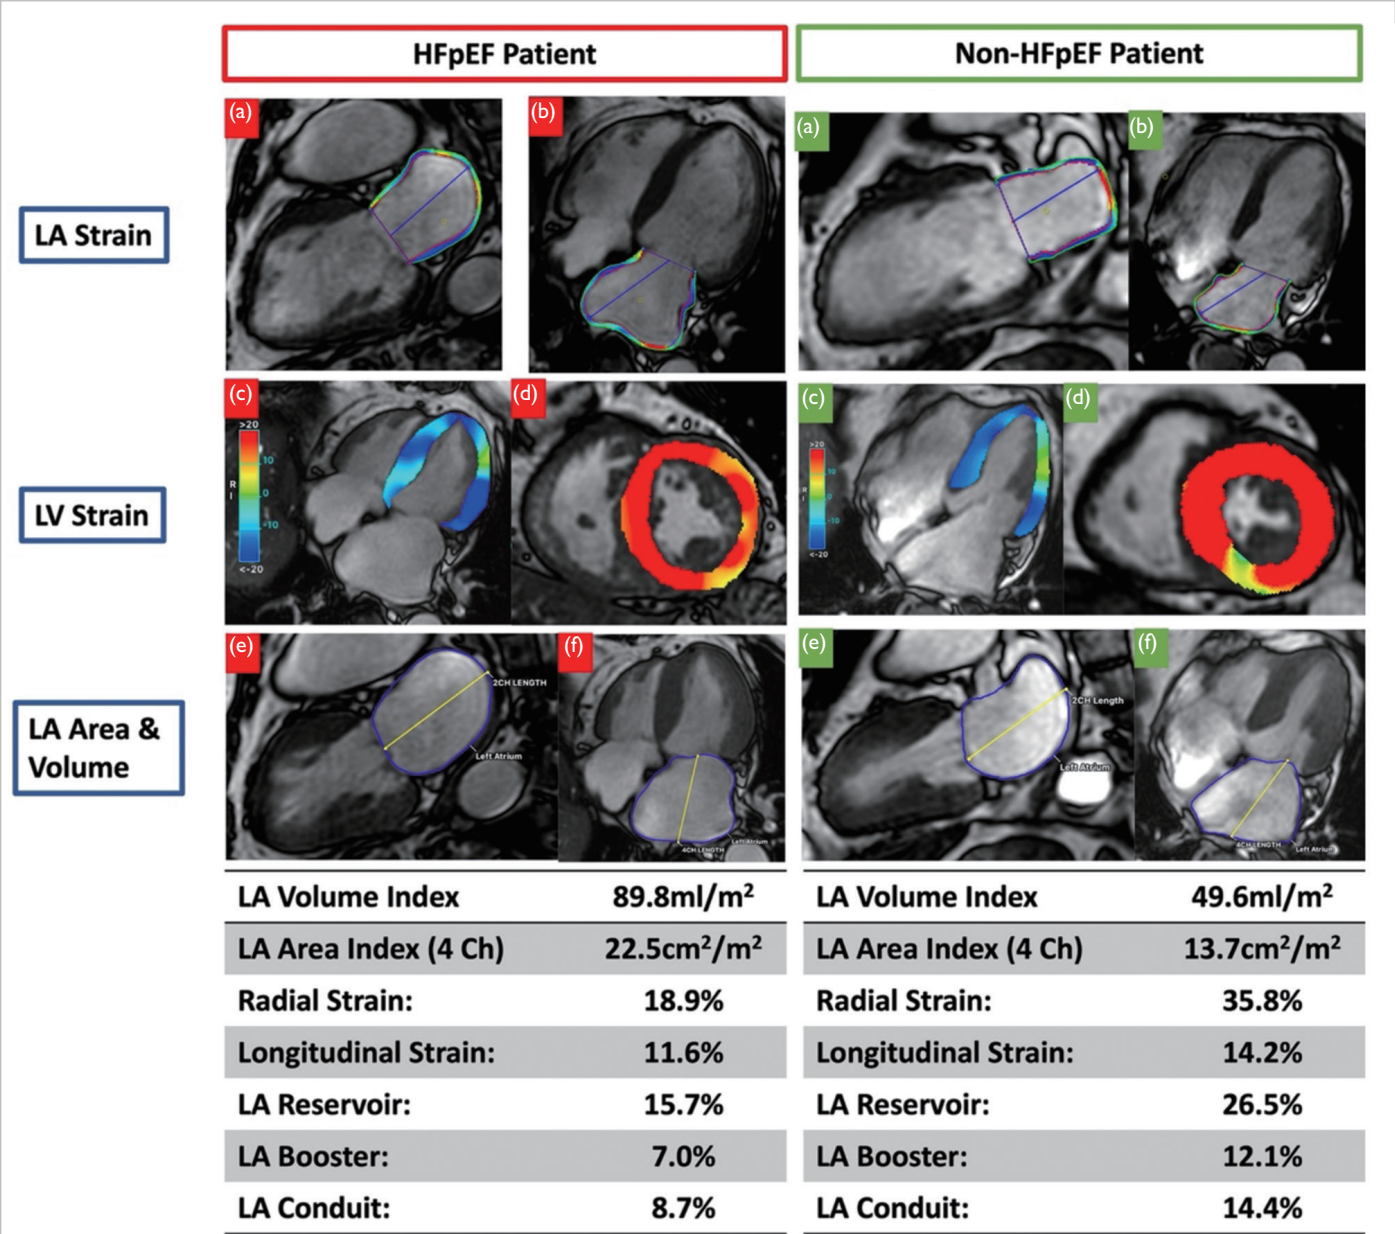 HFpEF Patient
Non-HFpEF Patient
LA Strain
(a)
(b)
(a)
(b)
LV Strain
(c)
>20
10
0
-10
<-20
R
I
(d)
(c)
>20
10
0
-10
<-20
R
I
(d)
LA Area &
Volume
(e)
2CH LENGTH
Left Atrium
(f)
4CH LENGTH
Left Atrium
(e)
2CH Length
Left Atrium
(f)
4CH LENGTH
Left Atrium
LA Volume Index 89.8ml/m²
LA Area Index (4 Ch) 22.5cm²/m²
Radial Strain: 18.9%
Longitudinal Strain: 11.6%
LA Reservoir: 15.7%
LA Booster: 7.0%
LA Conduit: 8.7%
LA Volume Index 49.6ml/m²
LA Area Index (4 Ch) 13.7cm²/m²
Radial Strain: 35.8%
Longitudinal Strain: 14.2%
LA Reservoir: 26.5%
LA Booster: 12.1%
LA Conduit: 14.4%